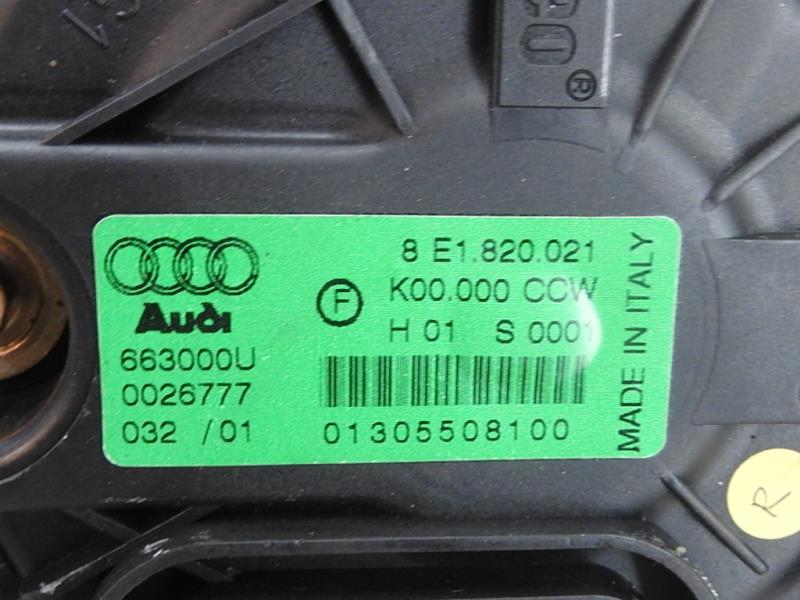 Audi
663000U
0026777
032 /01
F
8 E1.820.021
K00.000 CCW
H 01 S 0001
01305508100
MADE IN ITALY
R
®